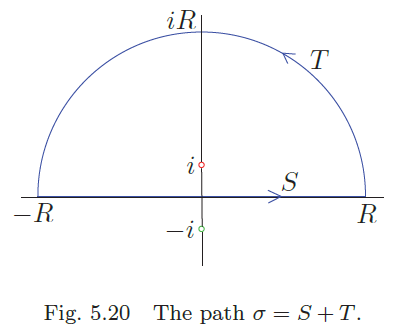 iR
T
i
S
−R
R
−i
Fig. 5.20 The path σ = S + T.